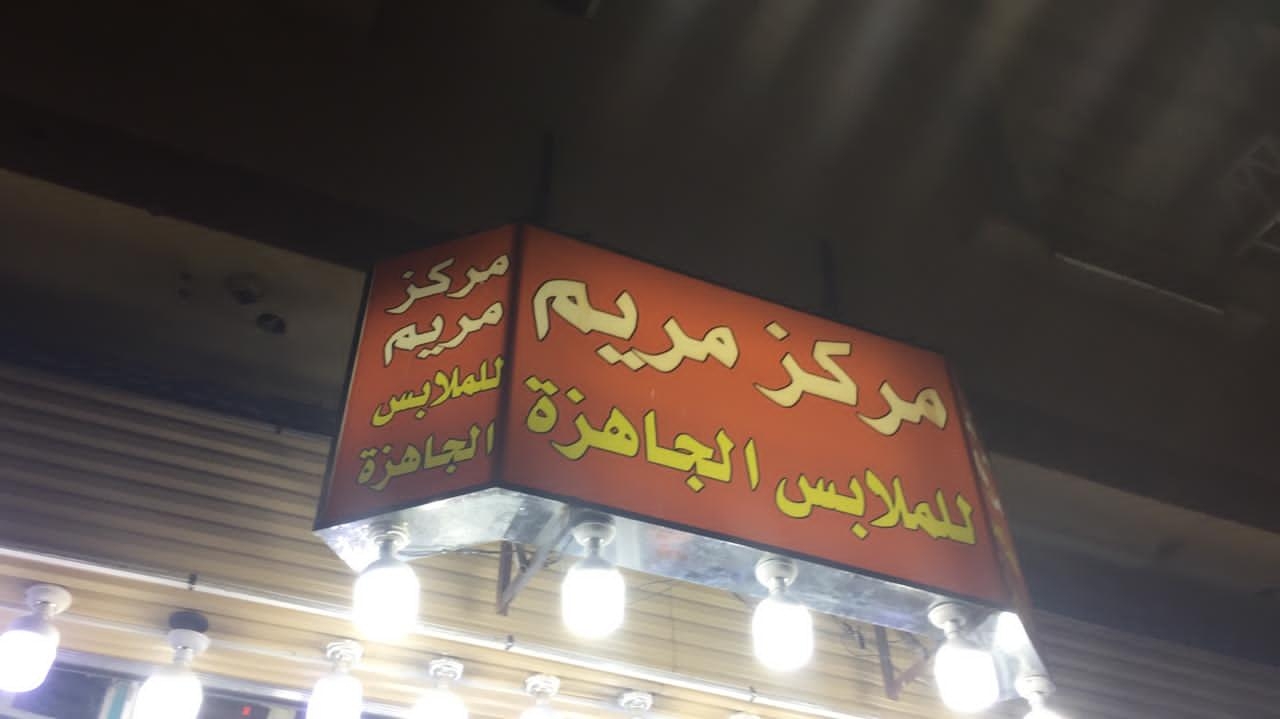 مركز مريم
للملابس الجاهزة
مركز
مريم
للملابس
الجاهزة